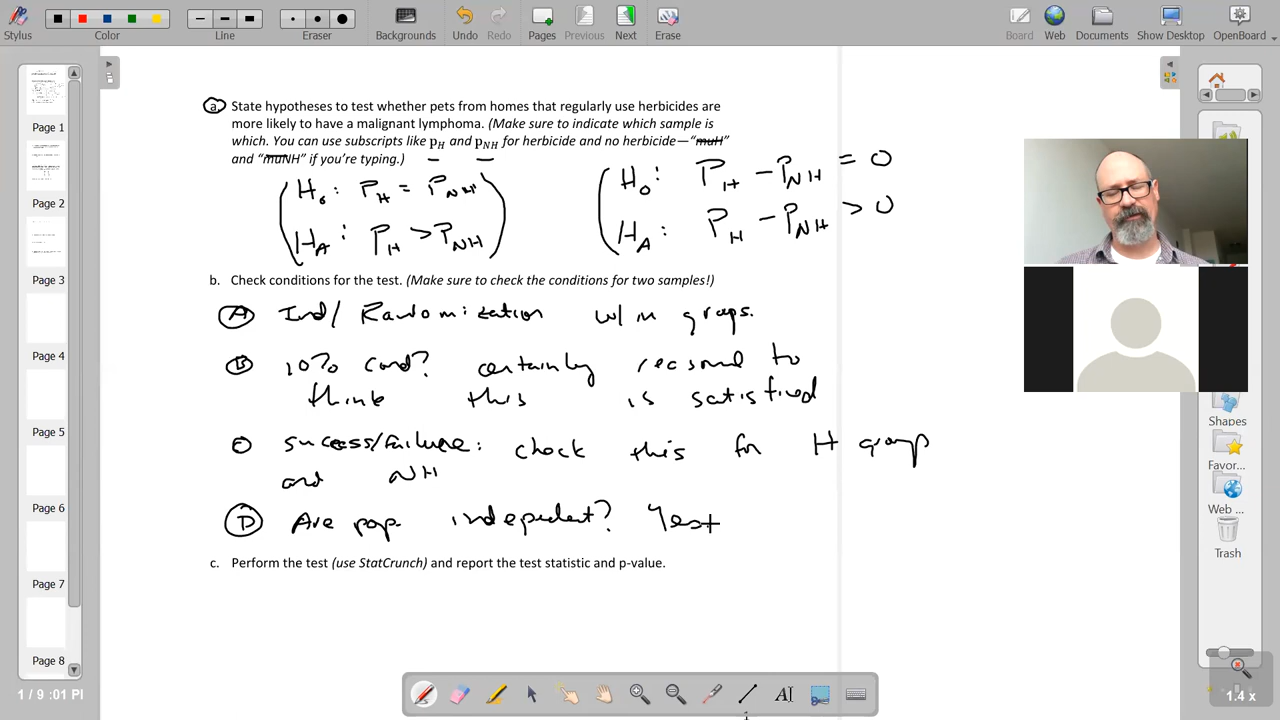 Stylus
Color
Line
Eraser
Backgrounds
Undo
Redo
Pages
Previous
Next
Erase
Board
Web
Documents
Show Desktop
OpenBoard
Page 1
Page 2
Page 3
Page 4
Page 5
Page 6
Page 7
Page 8
1 / 9 :01 PM
a. State hypotheses to test whether pets from homes that regularly use herbicides are
more likely to have a malignant lymphoma. (Make sure to indicate which sample is
which. You can use subscripts like pH and pNH for herbicide and no herbicide—“muH”
and “muNH” if you’re typing.)
H0: PH = PNH
HA: PH > PNH
H0: PH - PNH = 0
HA: PH - PNH > 0
b. Check conditions for the test. (Make sure to check the conditions for two samples!)
A Ind/Randomization w/in groups.
B 10% cond? certainly
think this is satisfied
success/failure: check this for H group
and NH
D Are pop. independent?
c. Perform the test (use StatCrunch) and report the test statistic and p-value.
Shapes
Favor...
Web ...
Trash
1.4 x